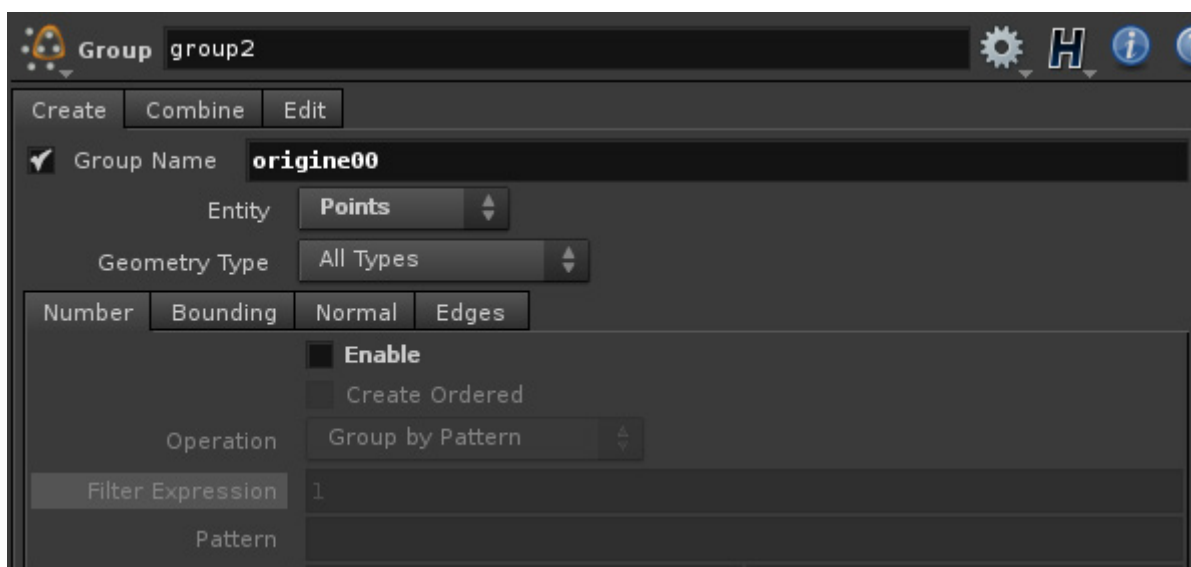 Group group2
Create Combine Edit
Group Name origine00
Entity Points
Geometry Type All Types
Number Bounding Normal Edges
Enable
Create Ordered
Operation Group by Pattern
Filter Expression 1
Pattern